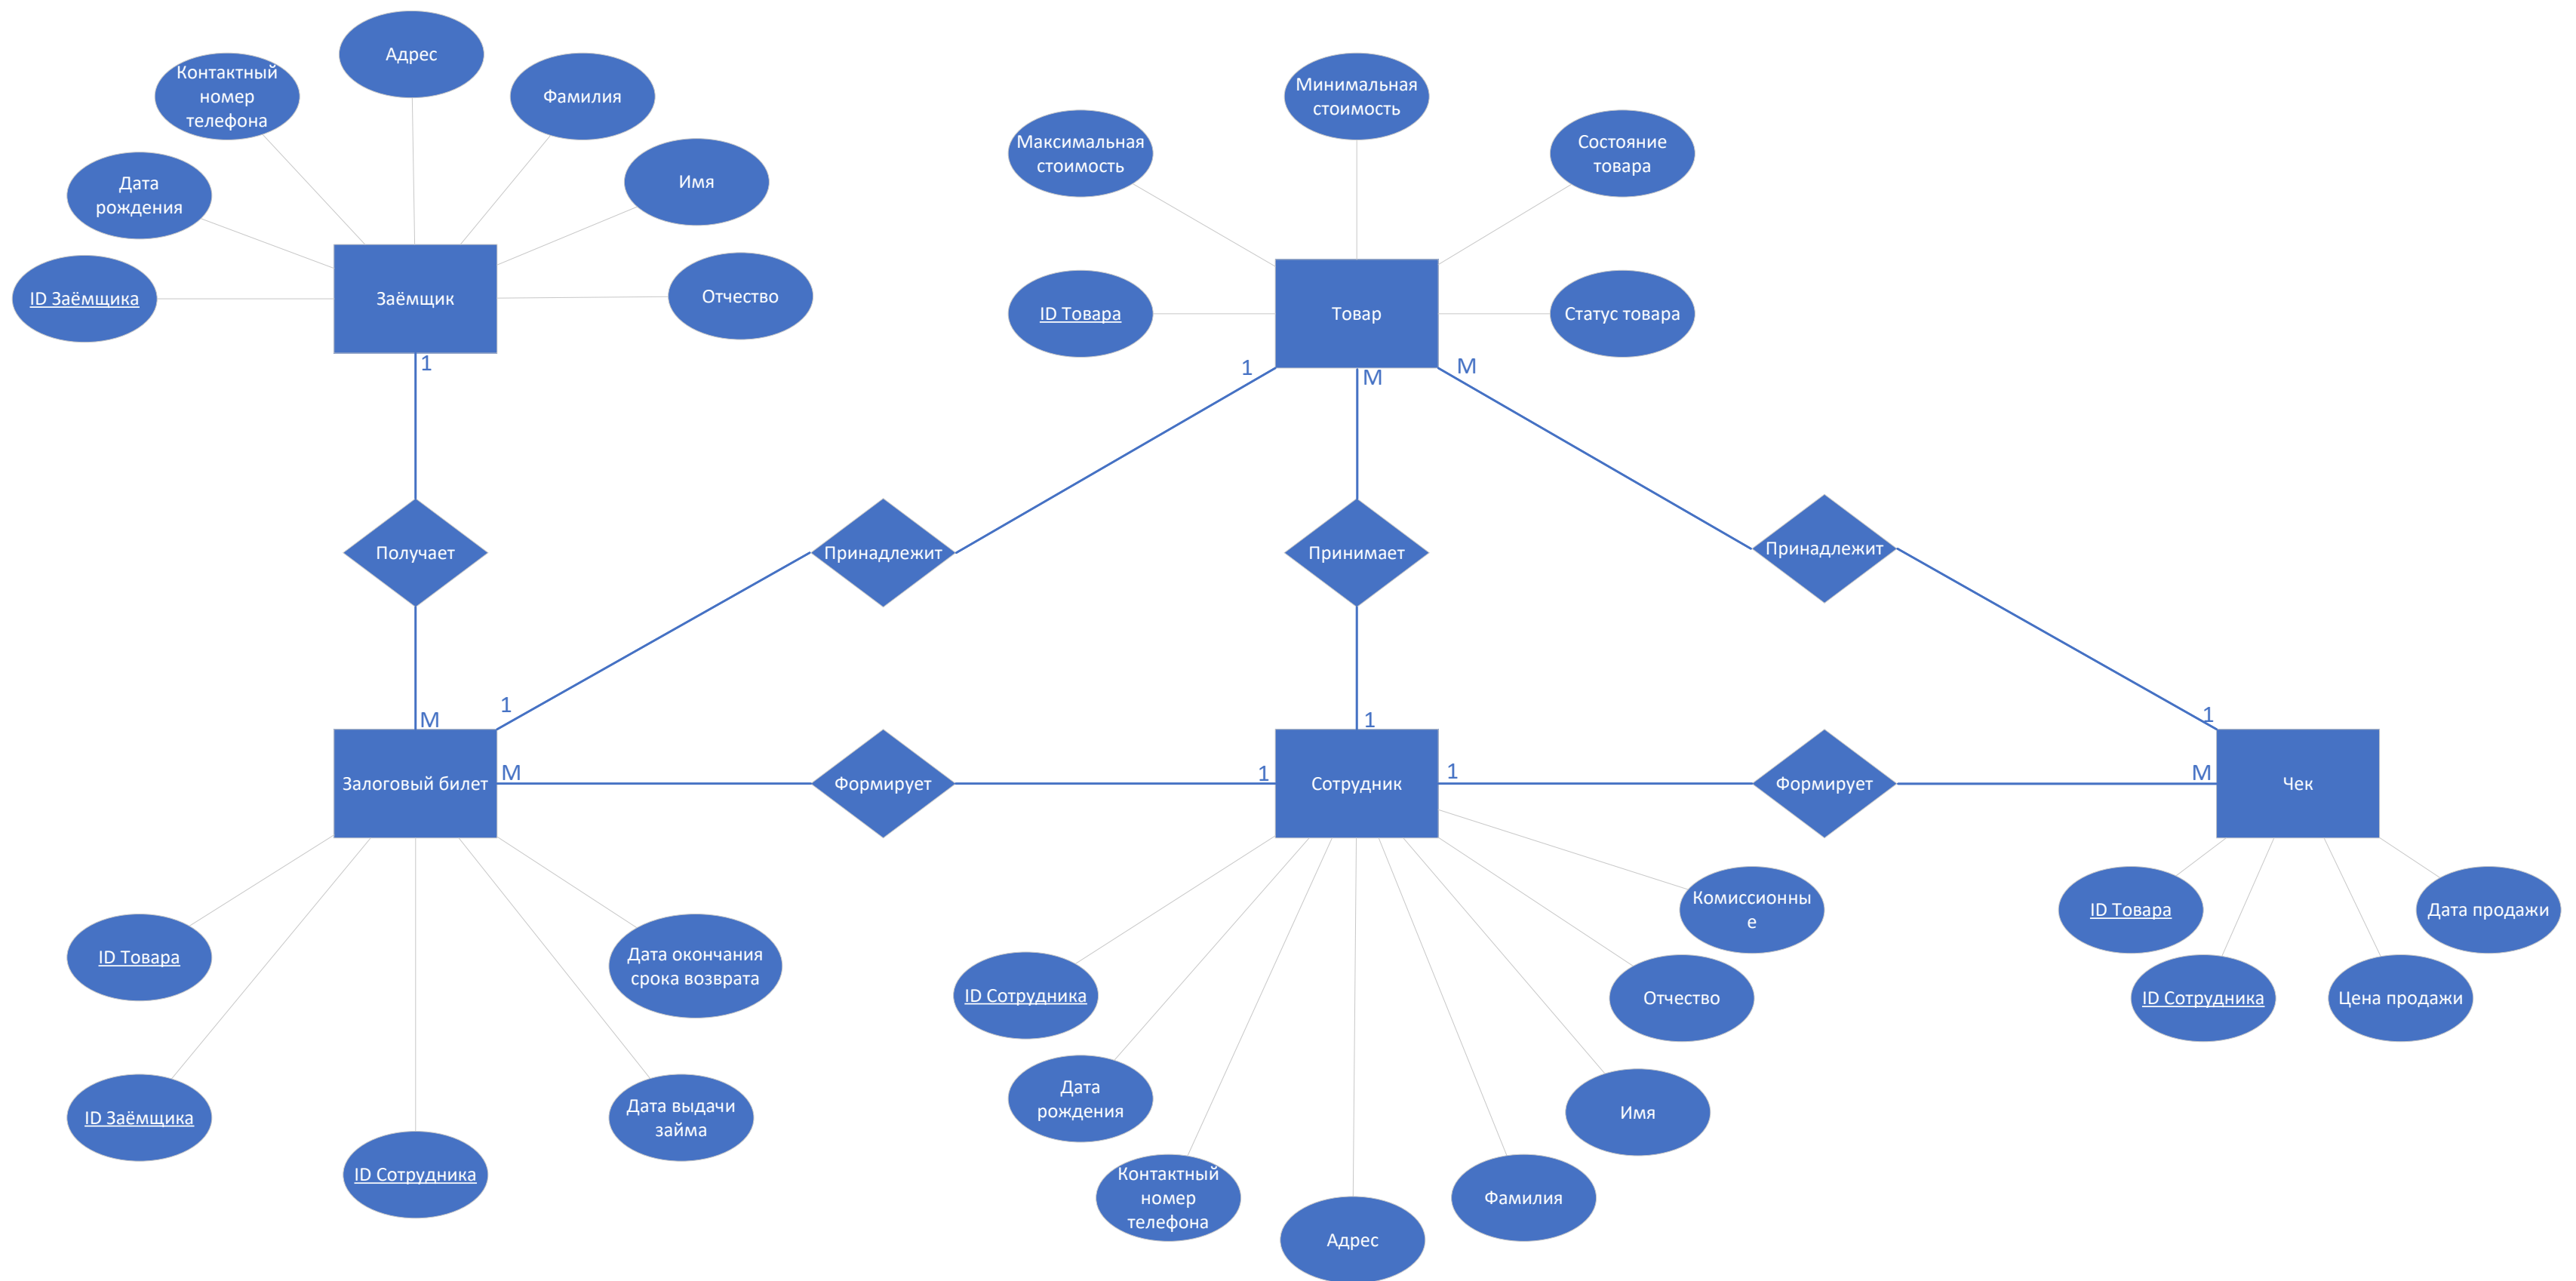 Адрес
Контактный
номер
телефона
Фамилия
Дата
рождения
Имя
ID Заёмщика
Заёмщик
Отчество
1
Минимальная
стоимость
Максимальная
стоимость
Состояние
товара
ID Товара
Товар
Статус товара
1
М
М
Получает
Принадлежит
Принимает
Принадлежит
М
1
1
1
Залоговый билет
М
Формирует
1
Сотрудник
1
Формирует
М
Чек
ID Товара
Дата окончания
срока возврата
ID Заёмщика
ID Сотрудника
Дата выдачи
займа
ID Сотрудника
Дата
рождения
Контактный
номер
телефона
Адрес
Фамилия
Имя
Отчество
Комиссионны
е
ID Товара
ID Сотрудника
Цена продажи
Дата продажи